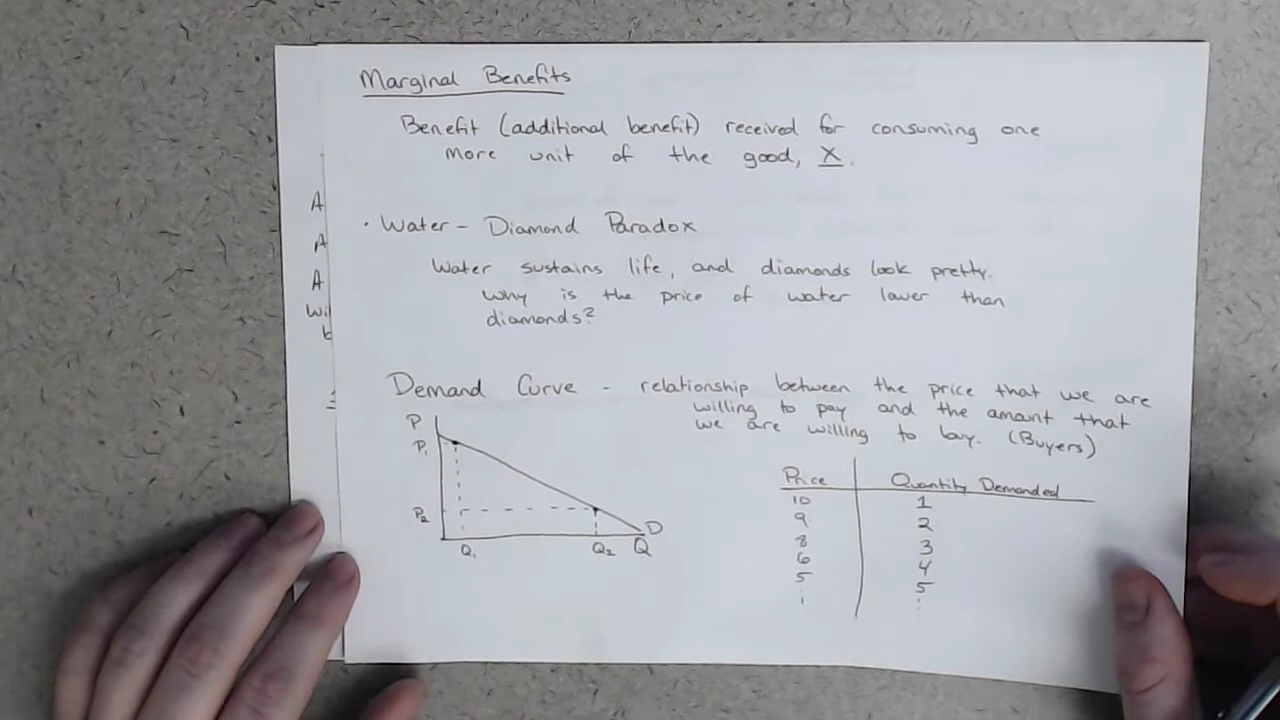 Marginal Benefits
Benefit (additional benefit) received for consuming one
more unit of the good, X.
• Water - Diamond Paradox
Water sustains life, and diamonds look pretty.
Why is the price of water lower than
diamonds?
Demand Curve - relationship between the price that we are
willing to pay and the amount that
we are willing to buy. (Buyers)
P
P1
P2
Q1 Q2 Q
D
Price Quantity Demanded
10 1
9 2
8 3
6 4
5 5
A
A
A
Wi
b